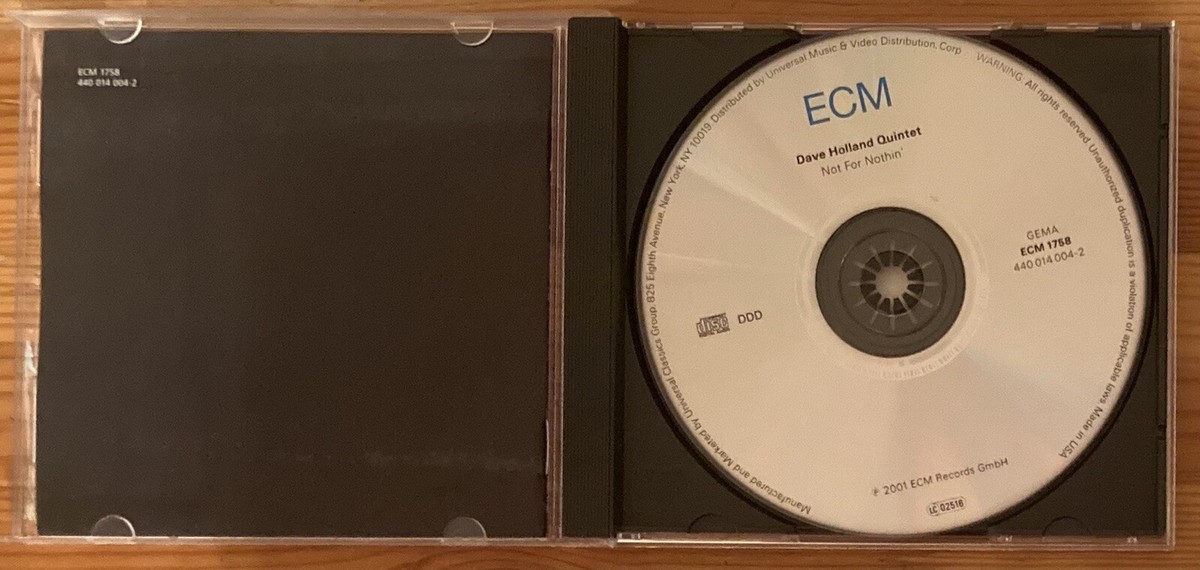 ECM 1758
440 014 004-2
ECM
Dave Holland Quintet
Not For Nothin'
GEMA
ECM 1758
440 014 004-2
disc DDD
℗ 2001 ECM Records GmbH
LC 02516
Manufactured and Marketed by Universal Classics Group, 825 Eighth Avenue, New York, NY 10019. Distributed by Universal Music & Video Distribution, Corp
WARNING. All rights reserved. Unauthorized duplication is a violation of applicable laws. Made in USA